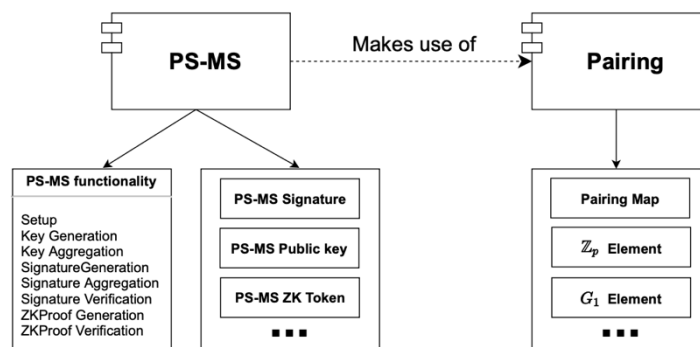 PS-MS
Makes use of
Pairing
PS-MS functionality
Setup
Key Generation
Key Aggregation
SignatureGeneration
Signature Aggregation
Signature Verification
ZKProof Generation
ZKProof Verification
PS-MS Signature
PS-MS Public key
PS-MS ZK Token
Pairing Map
ℤₚ Element
G₁ Element